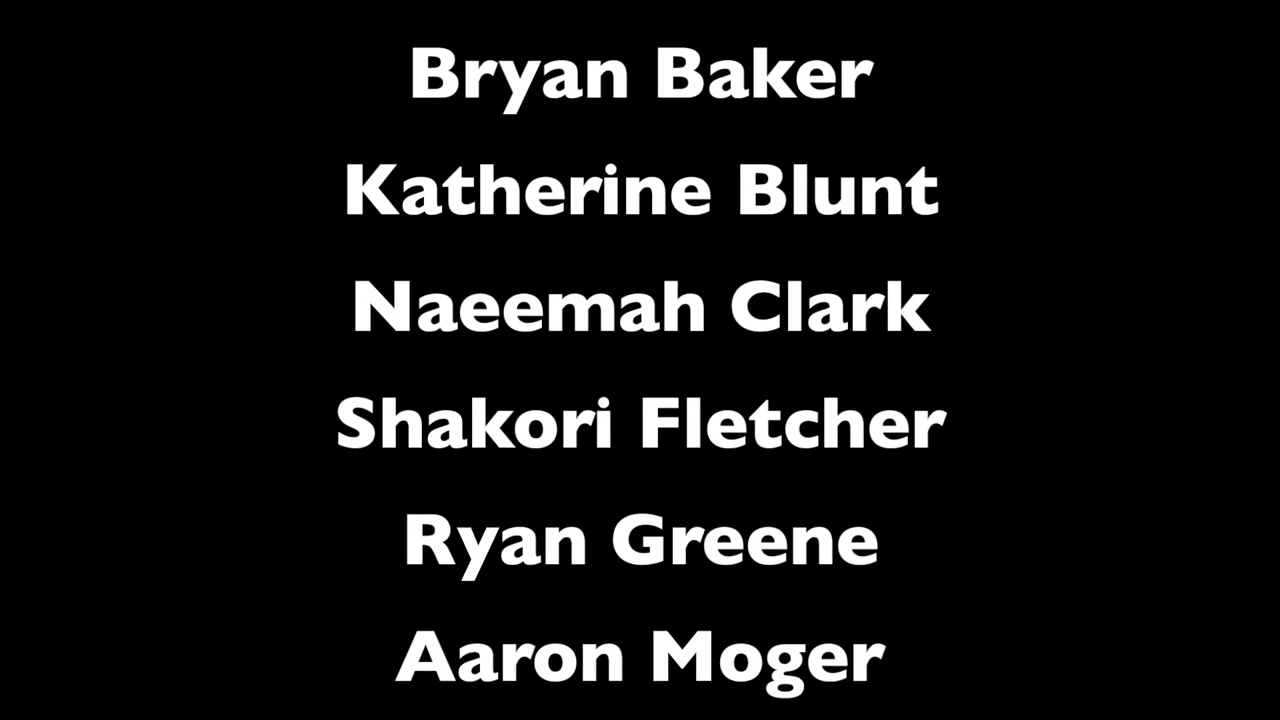 Bryan Baker
Katherine Blunt
Naeemah Clark
Shakori Fletcher
Ryan Greene
Aaron Moger